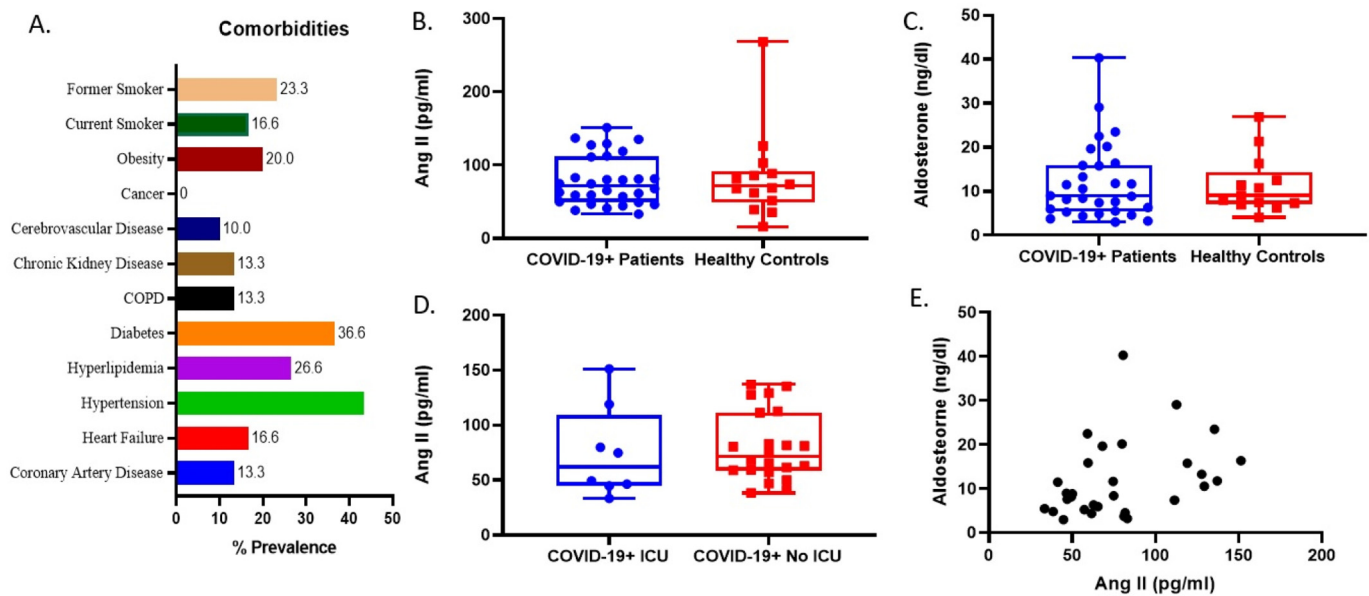 A.
Comorbidities
Former Smoker 23.3
Current Smoker 16.6
Obesity 20.0
Cancer 0
Cerebrovascular Disease 10.0
Chronic Kidney Disease 13.3
COPD 13.3
Diabetes 36.6
Hyperlipidemia 26.6
Hypertension
Heart Failure 16.6
Coronary Artery Disease 13.3
0 10 20 30 40 50
% Prevalence
B.
Ang II (pg/ml)
300
200
100
0
COVID-19+ Patients Healthy Controls
C.
Aldosterone (ng/dl)
50
40
30
20
10
0
COVID-19+ Patients Healthy Controls
D.
Ang II (pg/ml)
200
150
100
50
0
COVID-19+ ICU COVID-19+ No ICU
E.
Aldosteorne (ng/dl)
50
40
30
20
10
0
0 50 100 150 200
Ang II (pg/ml)